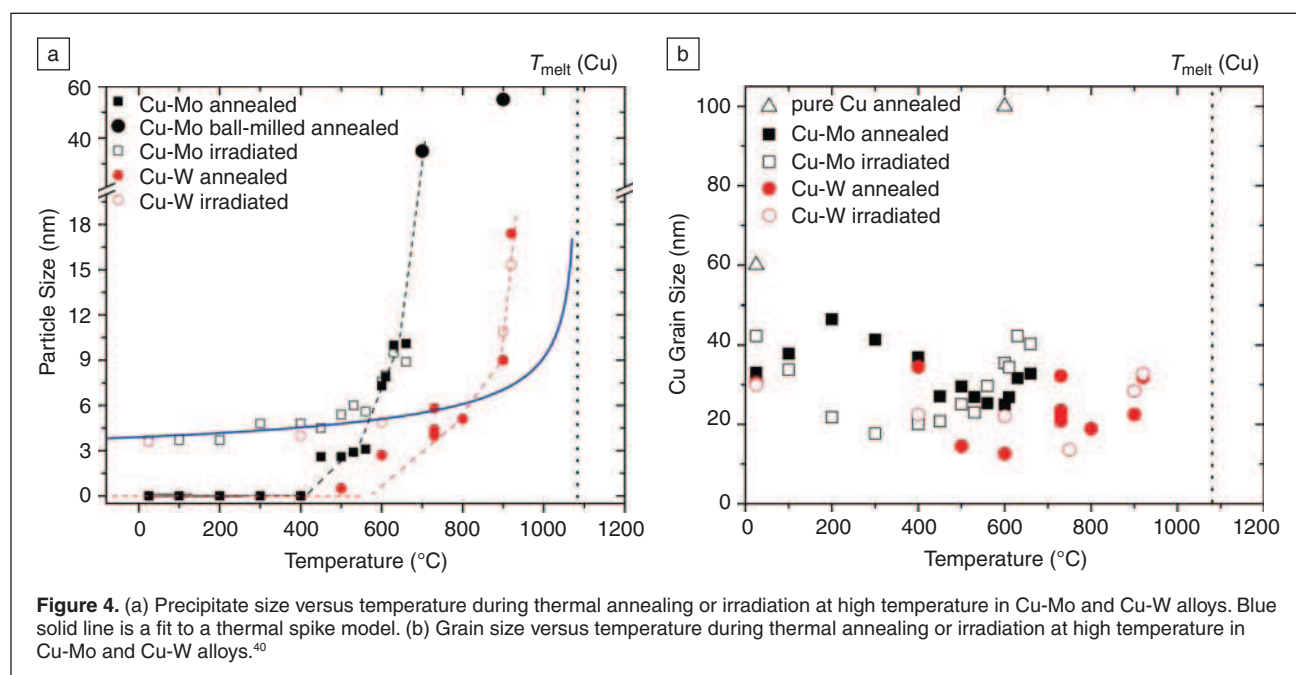 a
T_melt (Cu)
60
40
18
15
12
9
6
3
0
Particle Size (nm)
Cu-Mo annealed
Cu-Mo ball-milled annealed
Cu-Mo irradiated
Cu-W annealed
Cu-W irradiated
0 200 400 600 800 1000 1200
Temperature (°C)
b
T_melt (Cu)
100
80
60
40
20
0
Cu Grain Size (nm)
pure Cu annealed
Cu-Mo annealed
Cu-Mo irradiated
Cu-W annealed
Cu-W irradiated
200 400 600 800 1000 1200
Temperature (°C)
Figure 4. (a) Precipitate size versus temperature during thermal annealing or irradiation at high temperature in Cu-Mo and Cu-W alloys. Blue
solid line is a fit to a thermal spike model. (b) Grain size versus temperature during thermal annealing or irradiation at high temperature in
Cu-Mo and Cu-W alloys.⁴⁰